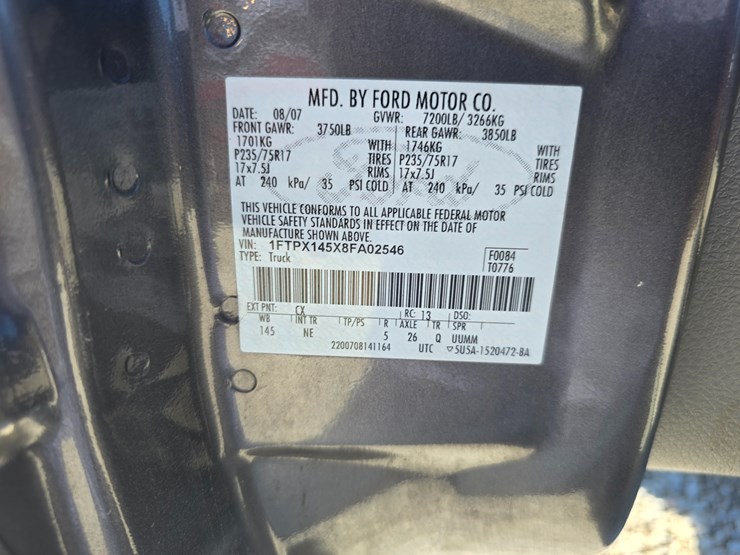 MFD. BY FORD MOTOR CO.
DATE: 08/07 GVWR: 7200LB/ 3266KG
FRONT GAWR: 3750LB REAR GAWR: 3850LB
1701KG WITH 1746KG WITH
P235/75R17 TIRES P235/75R17 TIRES
17x7.5J RIMS 17x7.5J RIMS
AT 240 kPa/ 35 PSI COLD AT 240 kPa/ 35 PSI COLD
Ford
THIS VEHICLE CONFORMS TO ALL APPLICABLE FEDERAL MOTOR
VEHICLE SAFETY STANDARDS IN EFFECT ON THE DATE OF
MANUFACTURE SHOWN ABOVE.
VIN: 1FTPX145X8FA02546 F0084
TYPE: Truck T0776
EXT PNT: CX RC: 13 DSO:
WB INT TR TP/PS R AXLE TR SPR
145 NE 5 26 Q UUMM
2200708141164 UTC ▽5U5A-1520472-BA